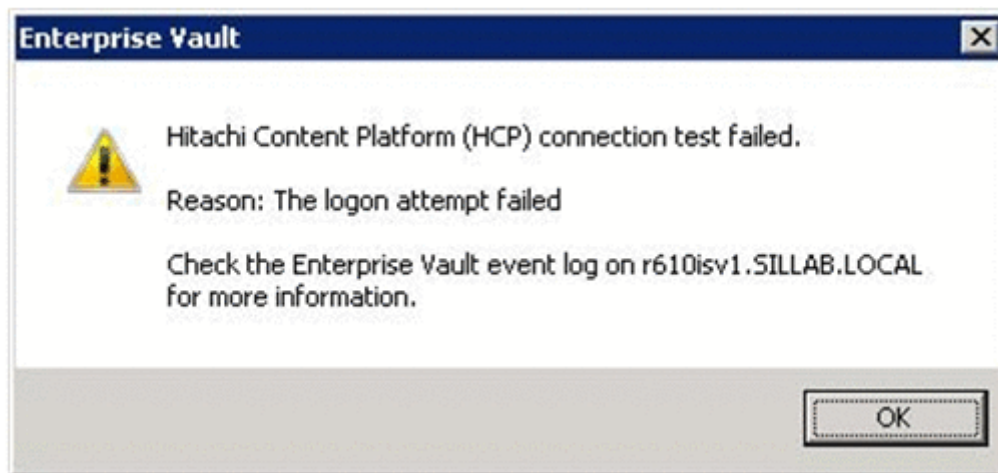 Enterprise Vault
Hitachi Content Platform (HCP) connection test failed.
Reason: The logon attempt failed
Check the Enterprise Vault event log on r610isv1.SILLAB.LOCAL
for more information.
OK